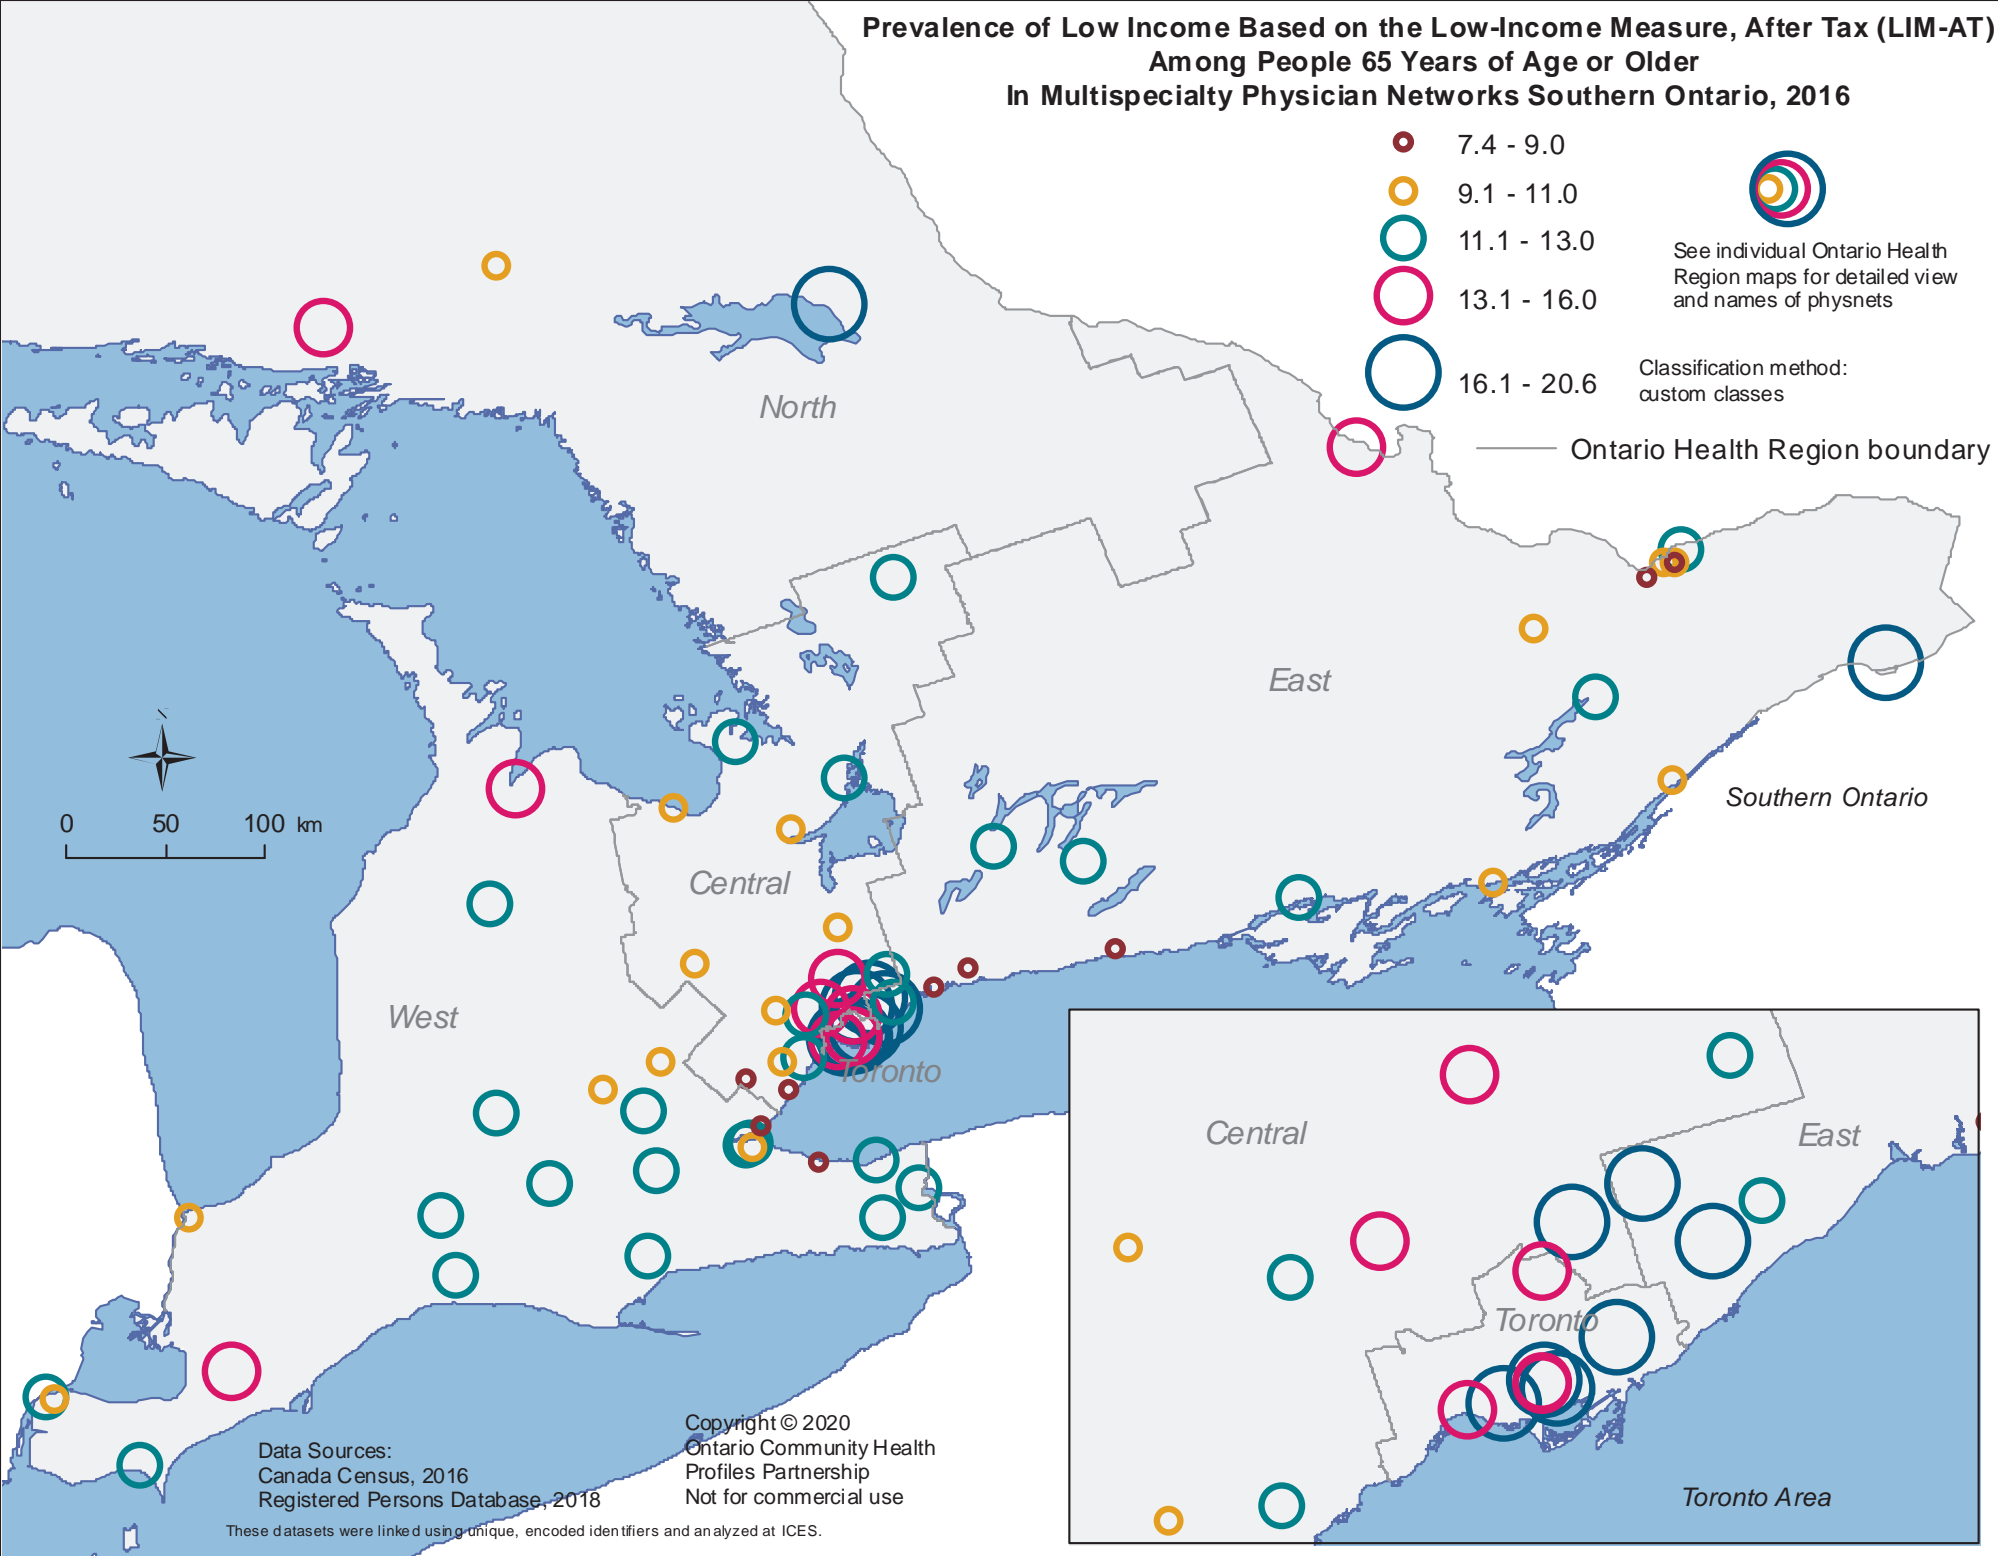 Prevalence of Low Income Based on the Low-Income Measure, After Tax (LIM-AT)
Among People 65 Years of Age or Older
In Multispecialty Physician Networks Southern Ontario, 2016
7.4 - 9.0
9.1 - 11.0
11.1 - 13.0
13.1 - 16.0
16.1 - 20.6
See individual Ontario Health
Region maps for detailed view
and names of physnets
Classification method:
custom classes
Ontario Health Region boundary
North
East
Southern Ontario
N
0 50 100 km
Central
West
Toronto
Central
East
Toronto
Toronto Area
Data Sources:
Canada Census, 2016
Registered Persons Database, 2018
Copyright © 2020
Ontario Community Health
Profiles Partnership
Not for commercial use
These datasets were linked using unique, encoded identifiers and analyzed at ICES.